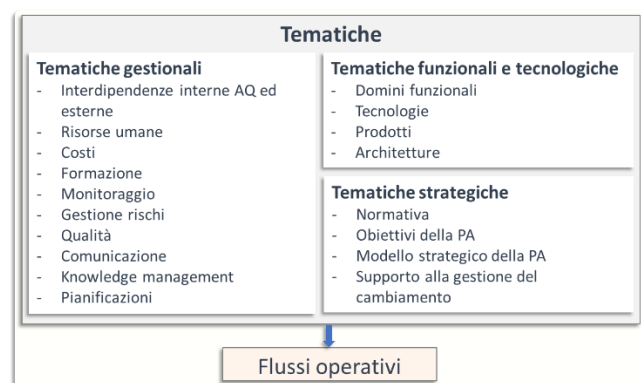 Tematiche
Tematiche gestionali
- Interdipendenze interne AQ ed
esterne
- Risorse umane
- Costi
- Formazione
- Monitoraggio
- Gestione rischi
- Qualità
- Comunicazione
- Knowledge management
- Pianificazioni
Tematiche funzionali e tecnologiche
- Domini funzionali
- Tecnologie
- Prodotti
- Architetture
Tematiche strategiche
- Normativa
- Obiettivi della PA
- Modello strategico della PA
- Supporto alla gestione del
cambiamento
Flussi operativi